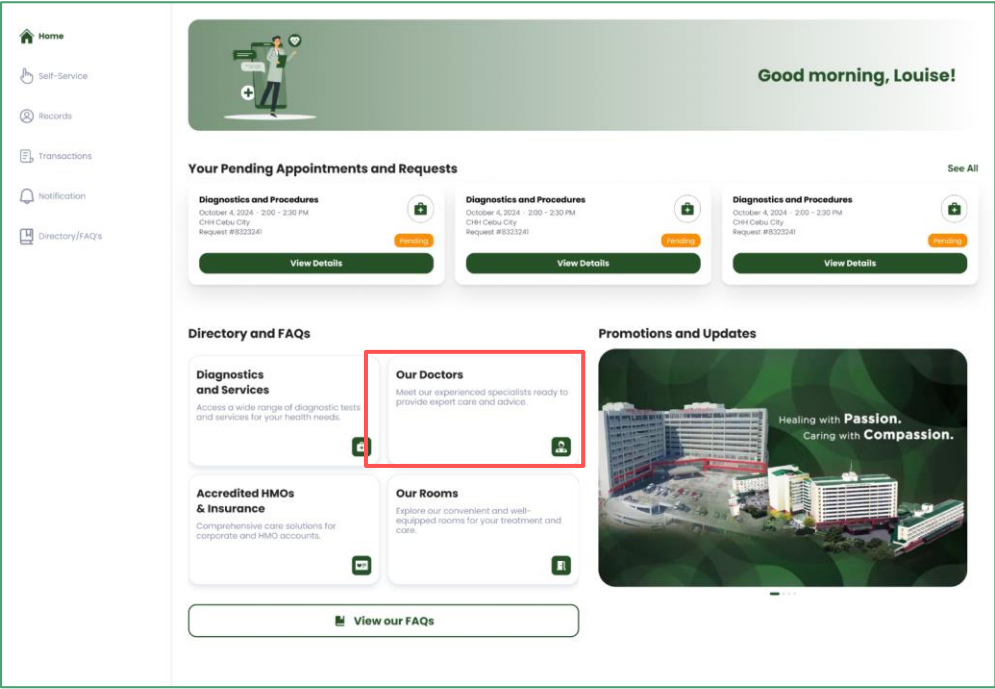 Home
Self-Service
Records
Transactions
Notification
Directory/FAQ's
Good morning, Louise!
Your Pending Appointments and Requests
See All
Diagnostics and Procedures
October 4, 2024 - 2:00 - 2:30 PM
CHH Cebu City
Request #8323241
Pending
View Details
Diagnostics and Procedures
October 4, 2024 - 2:00 - 2:30 PM
CHH Cebu City
Request #8323241
Pending
View Details
Diagnostics and Procedures
October 4, 2024 - 2:00 - 2:30 PM
CHH Cebu City
Request #8323241
Pending
View Details
Directory and FAQs
Diagnostics
and Services
Access a wide range of diagnostic tests
and services for your health needs.
Our Doctors
Meet our experienced specialists ready to
provide expert care and advice.
Accredited HMOs
& Insurance
Comprehensive care solutions for
corporate and HMO accounts.
Our Rooms
Explore our convenient and well-
equipped rooms for your treatment and
care.
View our FAQs
Promotions and Updates
Healing with Passion.
Caring with Compassion.